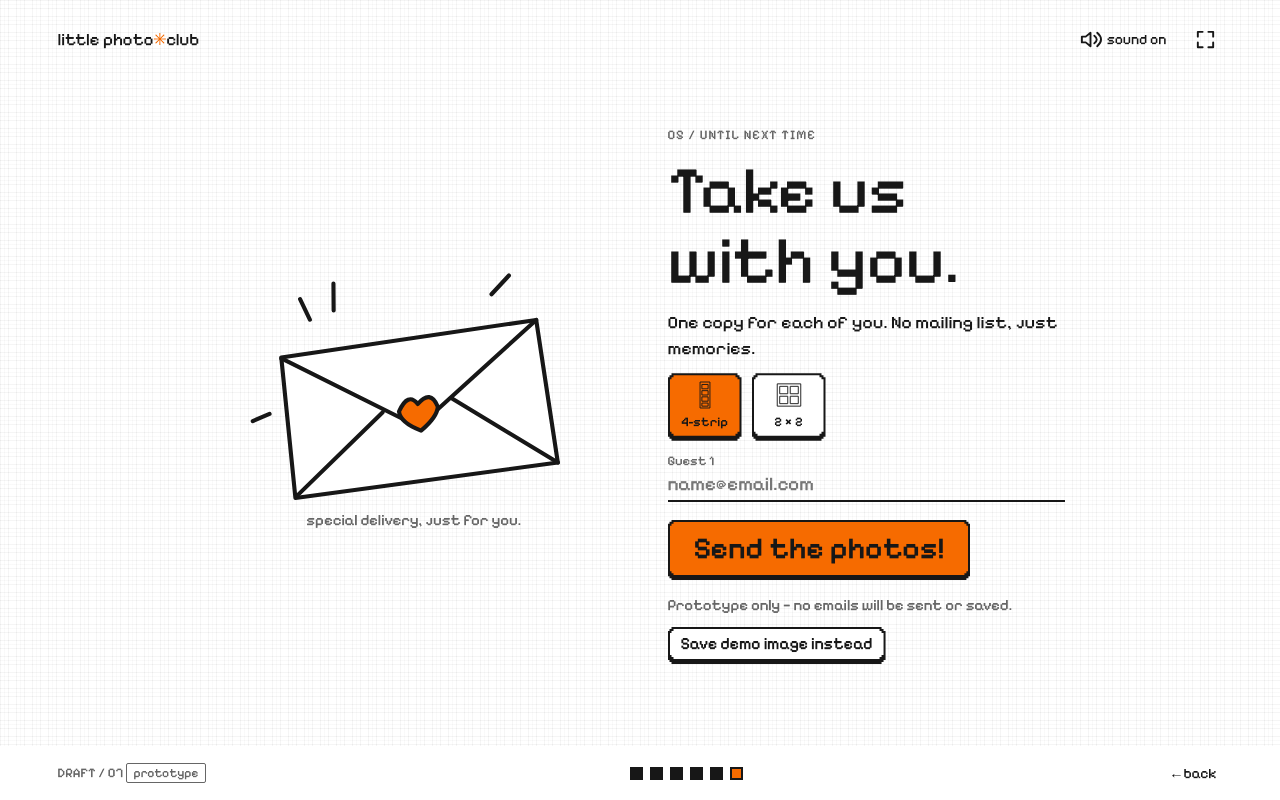 little photo✳club
sound on
05 / UNTIL NEXT TIME
Take us
with you.
One copy for each of you. No mailing list, just
memories.
4-strip
2 × 2
Guest 1
name@email.com
Send the photos!
special delivery, just for you.
Prototype only – no emails will be sent or saved.
Save demo image instead
DRAFT / 07 prototype
←back